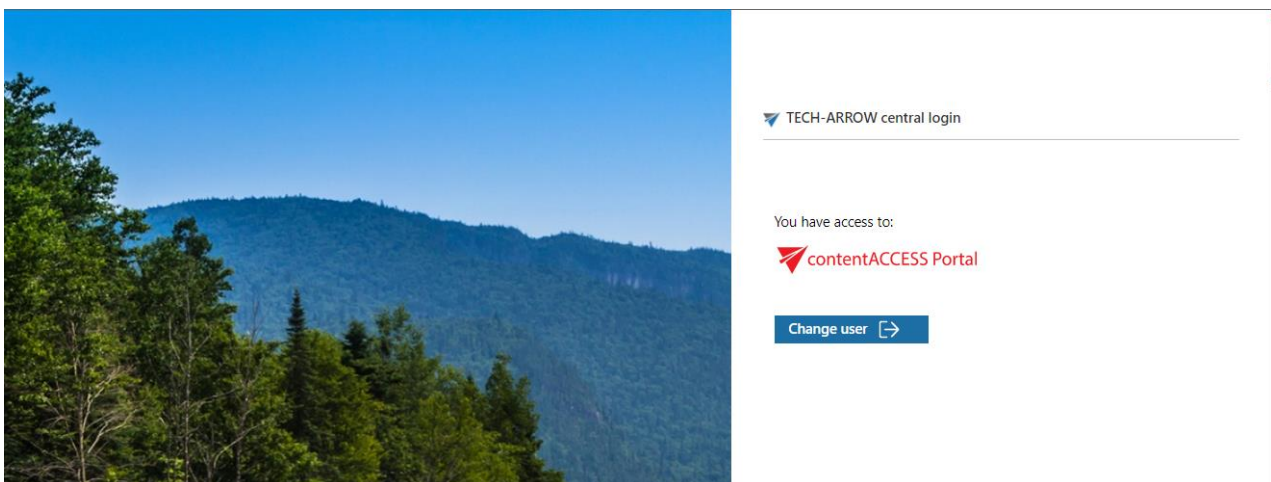 TECH-ARROW central login
You have access to:
contentACCESS Portal
Change user